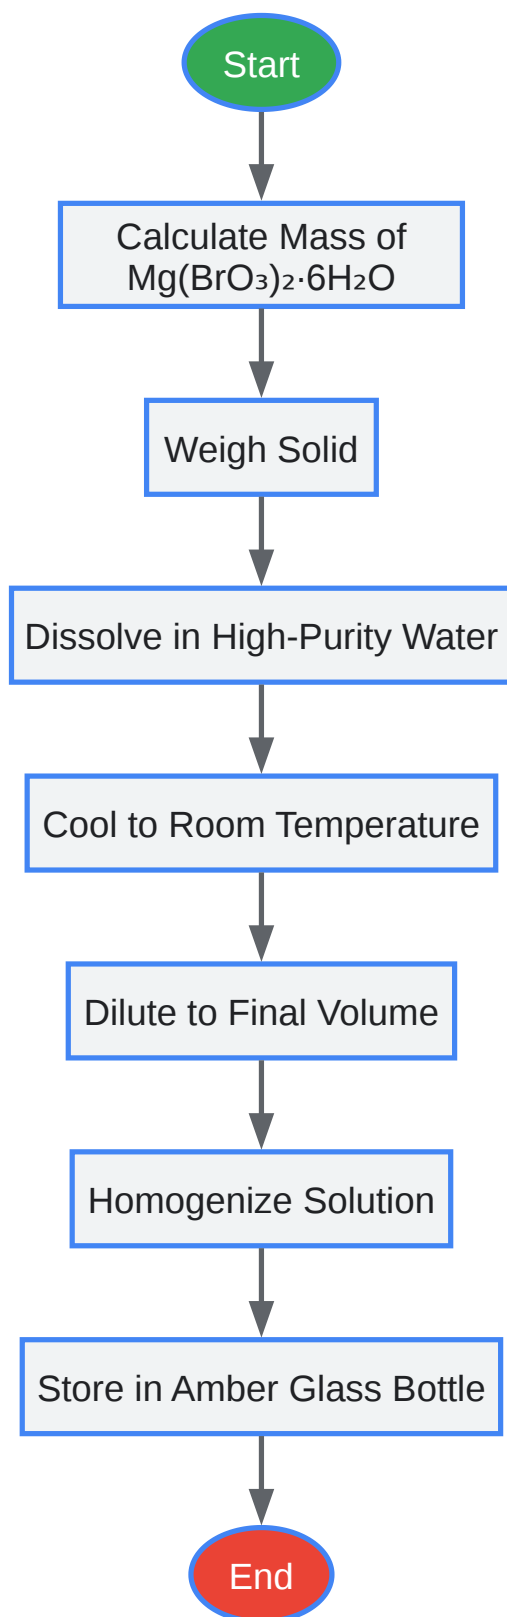 Start
Calculate Mass of
Mg(BrO₃)₂·6H₂O
Weigh Solid
Dissolve in High-Purity Water
Cool to Room Temperature
Dilute to Final Volume
Homogenize Solution
Store in Amber Glass Bottle
End